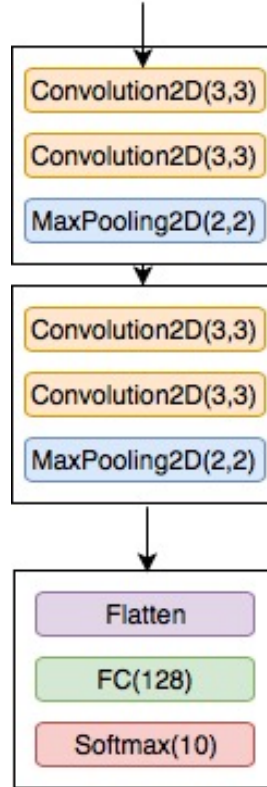 Convolution2D(3,3)
Convolution2D(3,3)
MaxPooling2D(2,2)
Convolution2D(3,3)
Convolution2D(3,3)
MaxPooling2D(2,2)
Flatten
FC(128)
Softmax(10)